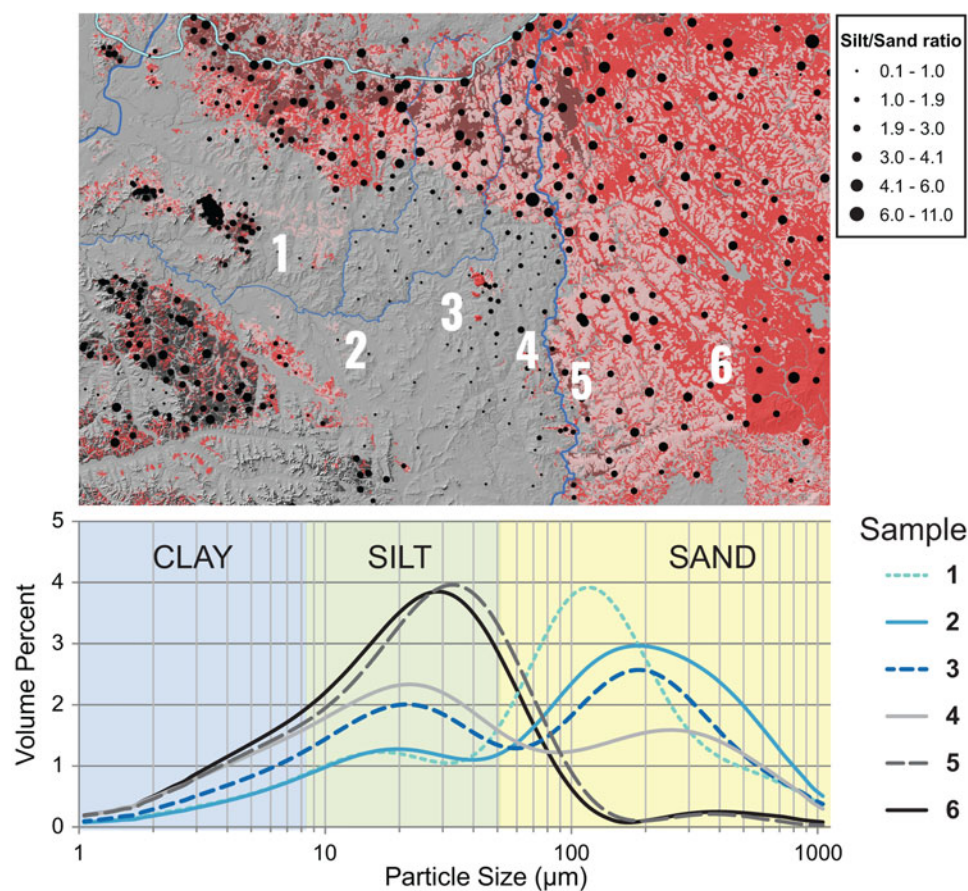 Silt/Sand ratio
0.1 - 1.0
1.0 - 1.9
1.9 - 3.0
3.0 - 4.1
4.1 - 6.0
6.0 - 11.0
1
2
3
4
5
6
5
4
3
2
1
0
Volume Percent
CLAY SILT SAND
1 10 100 1000
Particle Size (µm)
Sample
1
2
3
4
5
6